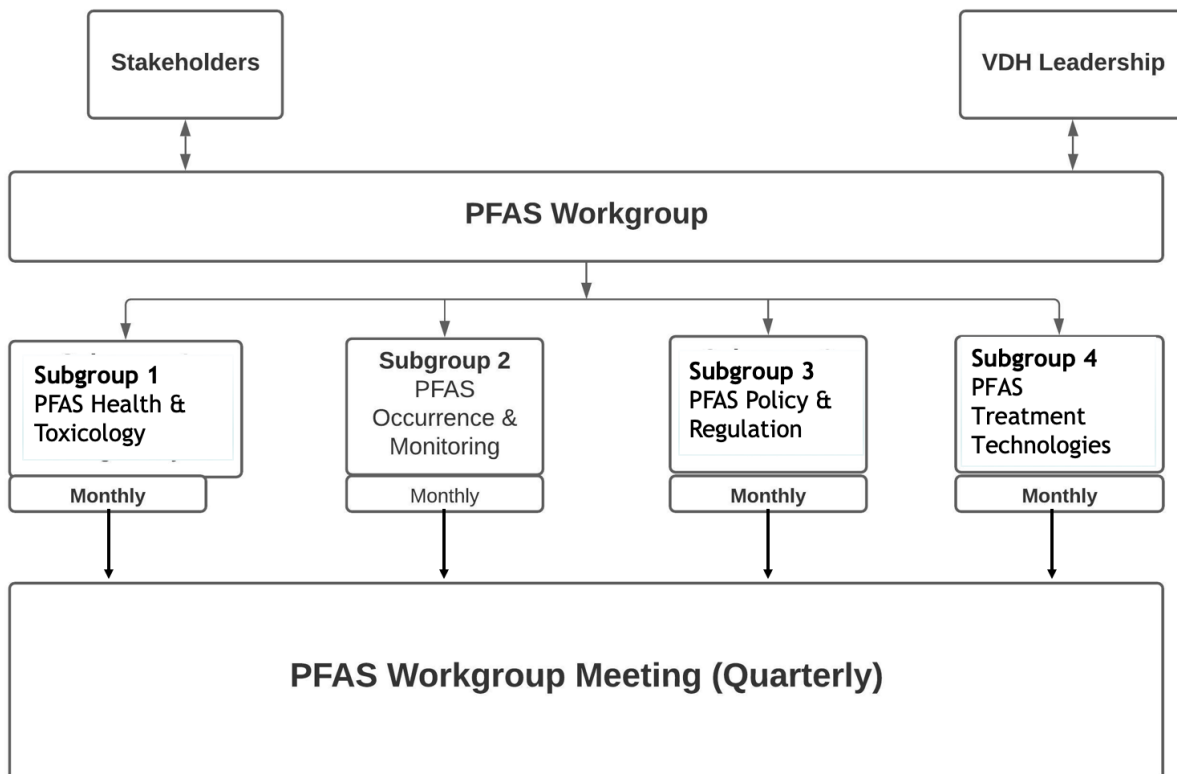 Stakeholders
VDH Leadership
PFAS Workgroup
Subgroup 1
PFAS Health &
Toxicology
Monthly
Subgroup 2
PFAS
Occurrence &
Monitoring
Monthly
Subgroup 3
PFAS Policy &
Regulation
Monthly
Subgroup 4
PFAS
Treatment
Technologies
Monthly
PFAS Workgroup Meeting (Quarterly)